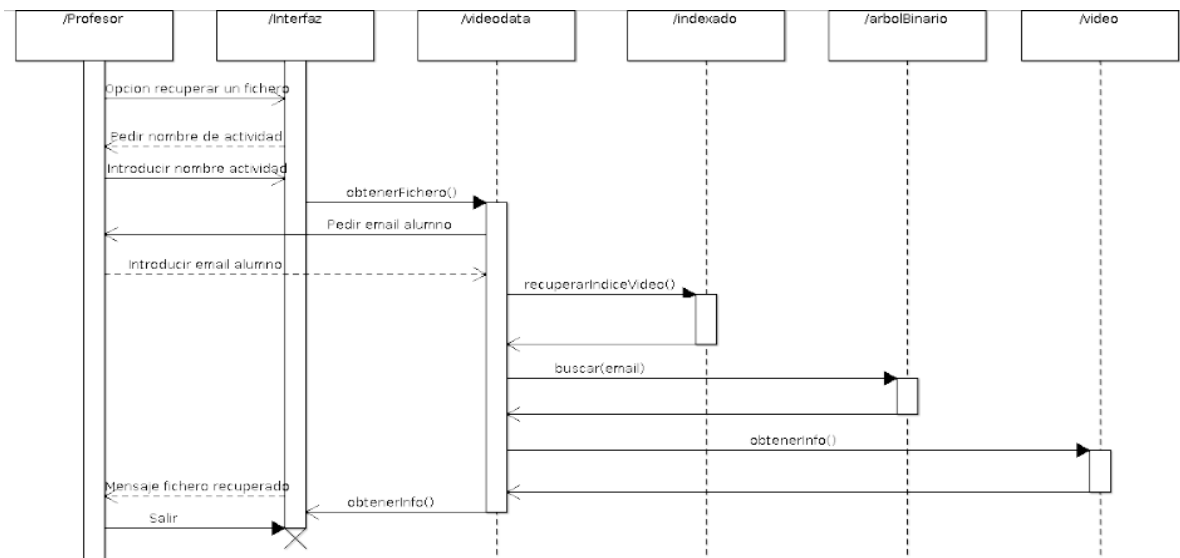 /Profesor
/Interfaz
/videodata
/indexado
/arbolBinario
/video
Opcion recuperar un fichero
Pedir nombre de actividad
Introducir nombre actividad
obtenerFichero()
Pedir email alumno
Introducir email alumno
recuperarIndiceVideo()
buscar(email)
obtenerInfo()
Mensaje fichero recuperado
obtenerInfo()
Salir